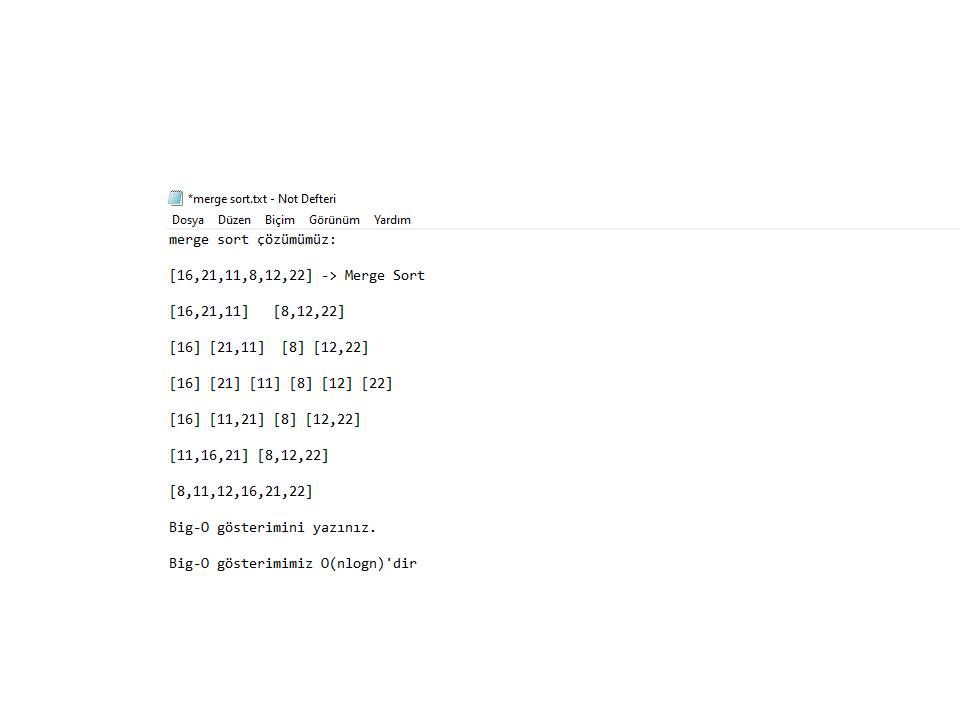 *merge sort.txt - Not Defteri
Dosya Düzen Biçim Görünüm Yardım
merge sort çözümümüz:
[16,21,11,8,12,22] -> Merge Sort
[16,21,11] [8,12,22]
[16] [21,11] [8] [12,22]
[16] [21] [11] [8] [12] [22]
[16] [11,21] [8] [12,22]
[11,16,21] [8,12,22]
[8,11,12,16,21,22]
Big-O gösterimini yazınız.
Big-O gösterimimiz O(nlogn)'dir